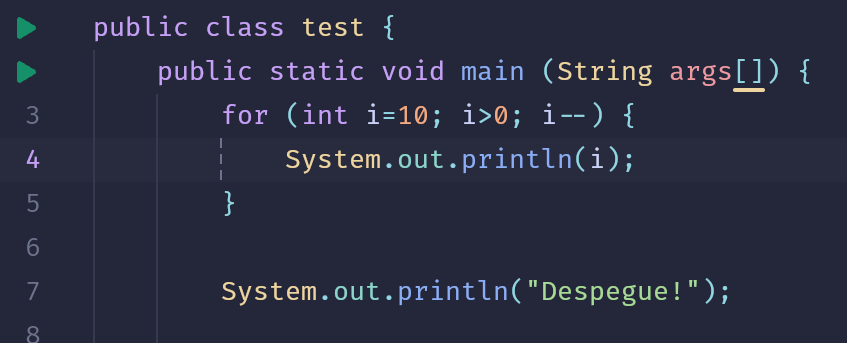 public class test {
public static void main (String args[]) {
3 for (int i=10; i>0; i--) {
4 System.out.println(i);
5 }
6
7 System.out.println("Despegue!");
8